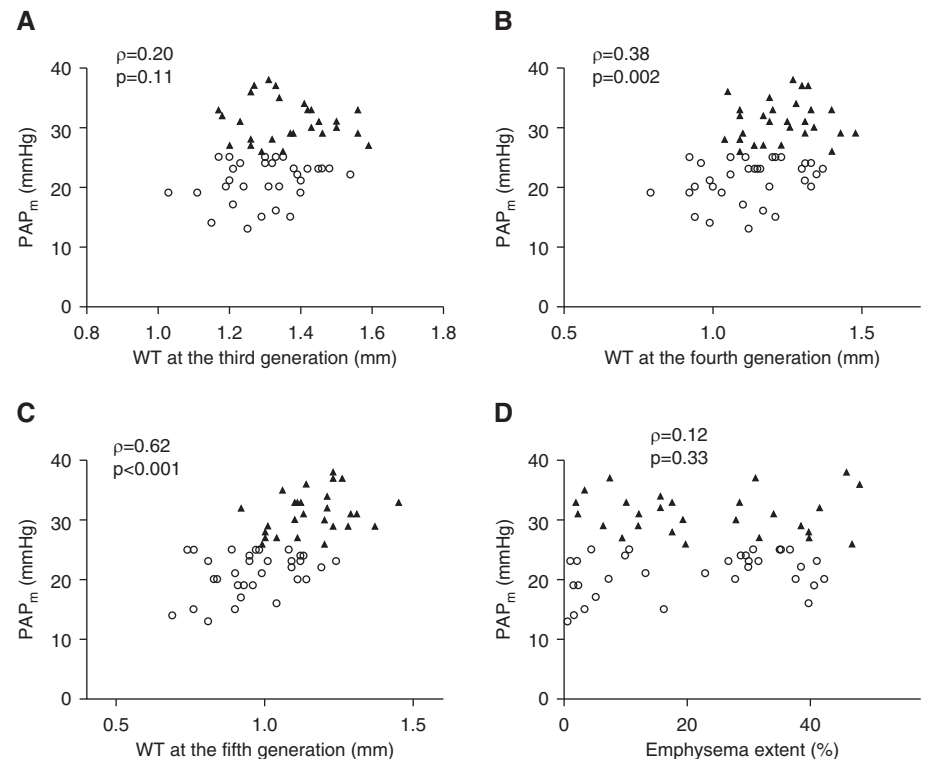 A
ρ=0.20
p=0.11
40
30
20
10
0
PAPm (mmHg)
0.8 1.0 1.2 1.4 1.6 1.8
WT at the third generation (mm)
B
ρ=0.38
p=0.002
40
30
20
10
0
PAPm (mmHg)
0.5 1.0 1.5
WT at the fourth generation (mm)
C
ρ=0.62
p<0.001
40
30
20
10
0
PAPm (mmHg)
0.5 1.0 1.5
WT at the fifth generation (mm)
D
ρ=0.12
p=0.33
40
30
20
10
0
PAPm (mmHg)
0 20 40
Emphysema extent (%)